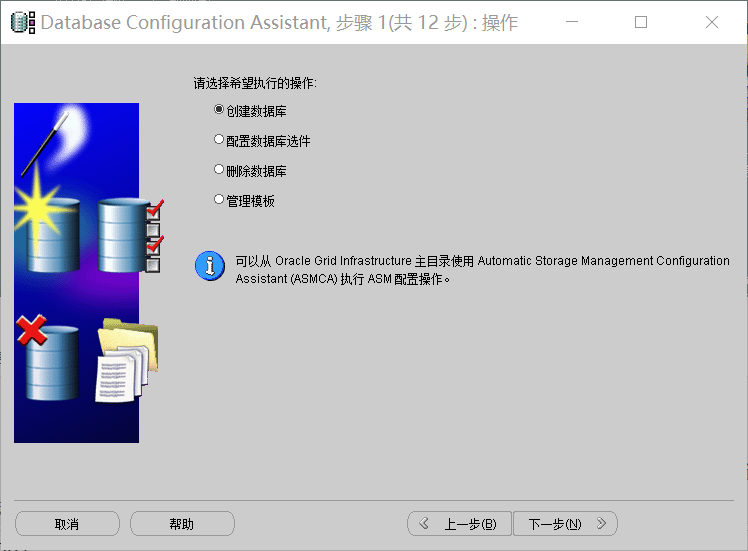 Database Configuration Assistant, 步骤 1(共 12 步) : 操作
请选择希望执行的操作:
创建数据库
配置数据库选件
删除数据库
管理模板
可以从 Oracle Grid Infrastructure 主目录使用 Automatic Storage Management Configuration
Assistant (ASMCA) 执行 ASM 配置操作。
取消
帮助
上一步(B)
下一步(N)